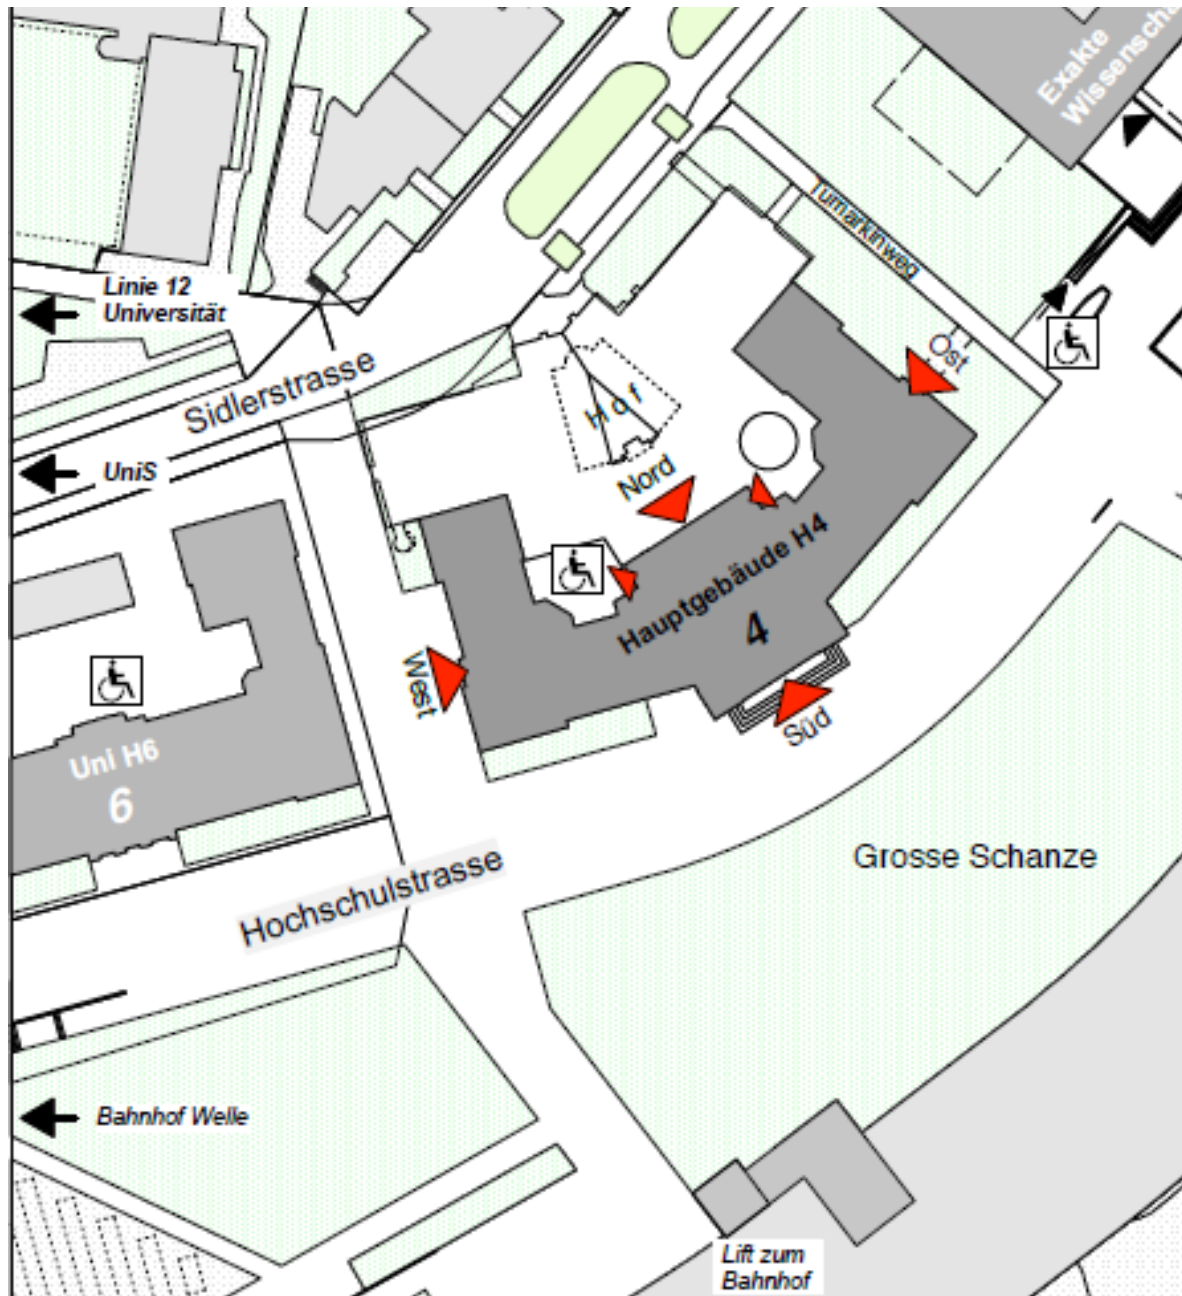 Exakte
Linie 12
Universität
Tumarkinweg
Sidlerstrasse
Ost
Hof
UniS
Nord
Hauptgebäude H4
4
West
Süd
Uni H6
6
Hochschulstrasse
Grosse Schanze
Bahnhof Welle
Lift zum
Bahnhof